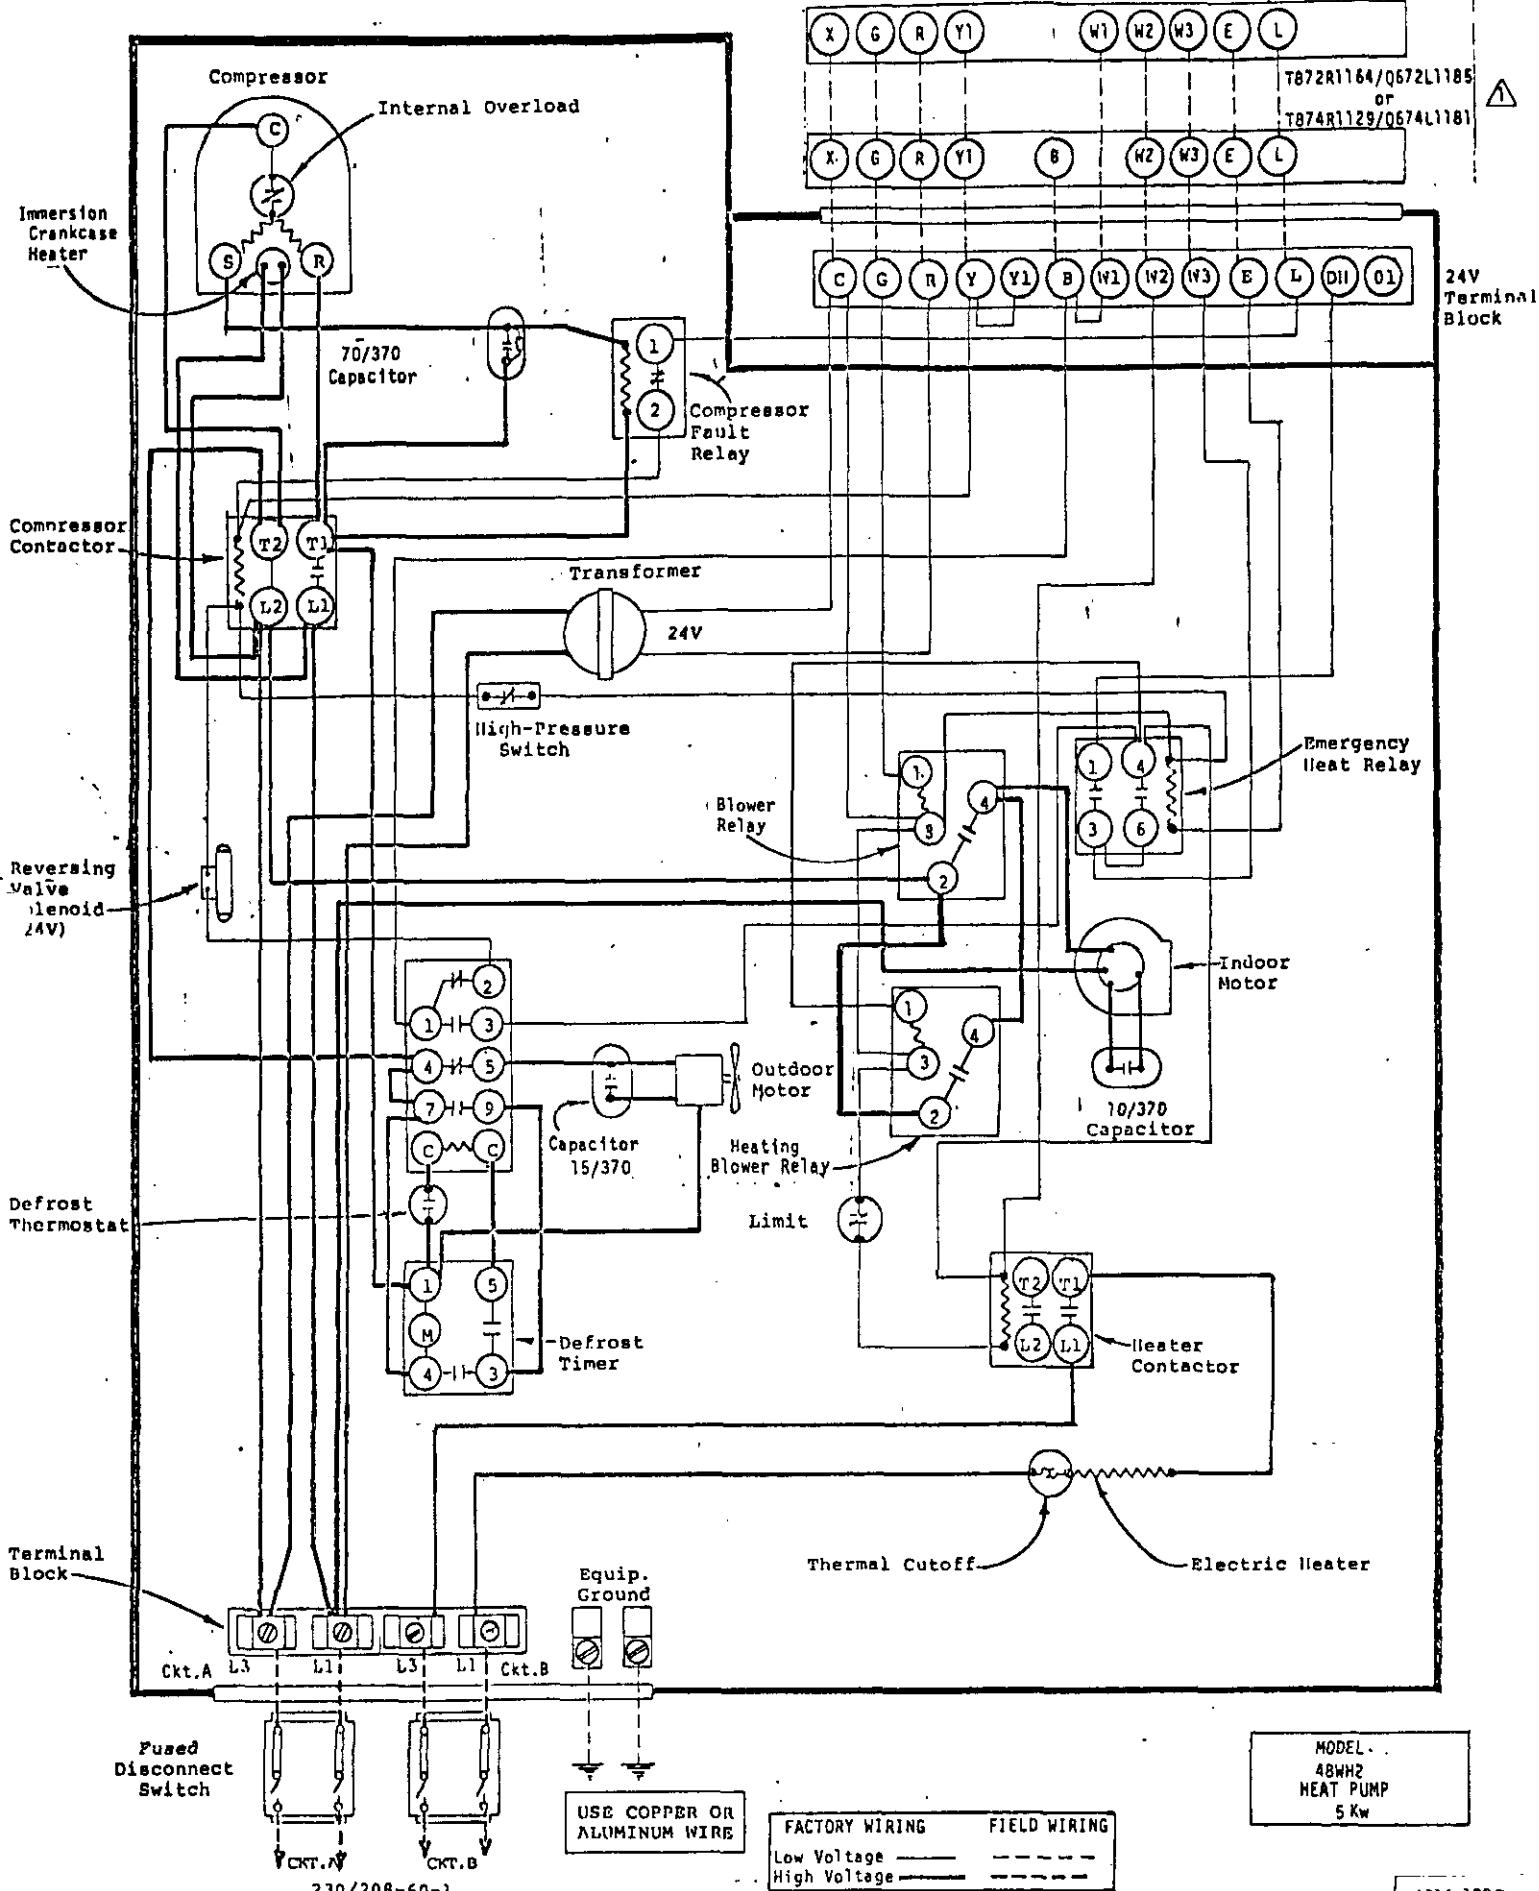 X G R Y1 W1 W2 W3 E L
T872R1164/Q672L1185
or
T874R1129/Q674L1181
1
X G R Y1 B W2 W3 E L
C G R Y Y1 B W1 W2 W3 E L DH O1
24V
Terminal
Block
Compressor
Internal Overload
C
S R
Immersion
Crankcase
Heater
70/370
Capacitor
1
2
Compressor
Fault
Relay
Compressor
Contactor
T2 T1
L2 L1
Transformer
24V
High-Pressure
Switch
Blower
Relay
1
4
3
2
1 4
3 6
Emergency
Heat Relay
Reversing
Valve
lenoid
24V)
Indoor
Motor
10/370
Capacitor
2
1 3
4 5
7 9
C C
Outdoor
Motor
Capacitor
15/370
1
4
3
2
Heating
Blower Relay
Defrost
Thermostat
Limit
1 5
M
4 3
Defrost
Timer
T2 T1
L2 L1
Heater
Contactor
Thermal Cutoff
Electric Heater
Terminal
Block
Equip.
Ground
Ckt.A L3 L1 L3 L1 Ckt.B
Fused
Disconnect
Switch
CKT.A CKT.B
230/208-60-1
USE COPPER OR
ALUMINUM WIRE
FACTORY WIRING FIELD WIRING
Low Voltage
High Voltage
MODEL
48WH2
HEAT PUMP
5 Kw